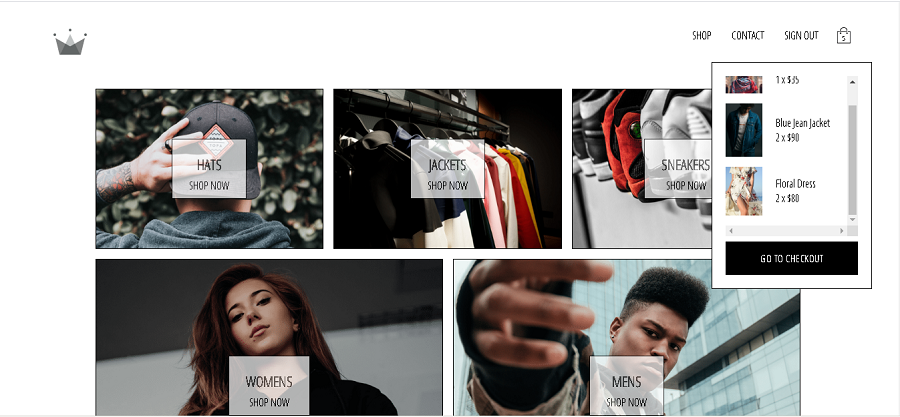 SHOP
CONTACT
SIGN OUT
5
1 x $35
Blue Jean Jacket
2 x $90
Floral Dress
2 x $80
GO TO CHECKOUT
HATS
SHOP NOW
JACKETS
SHOP NOW
SNEAKERS
SHOP NOW
WOMENS
SHOP NOW
MENS
SHOP NOW